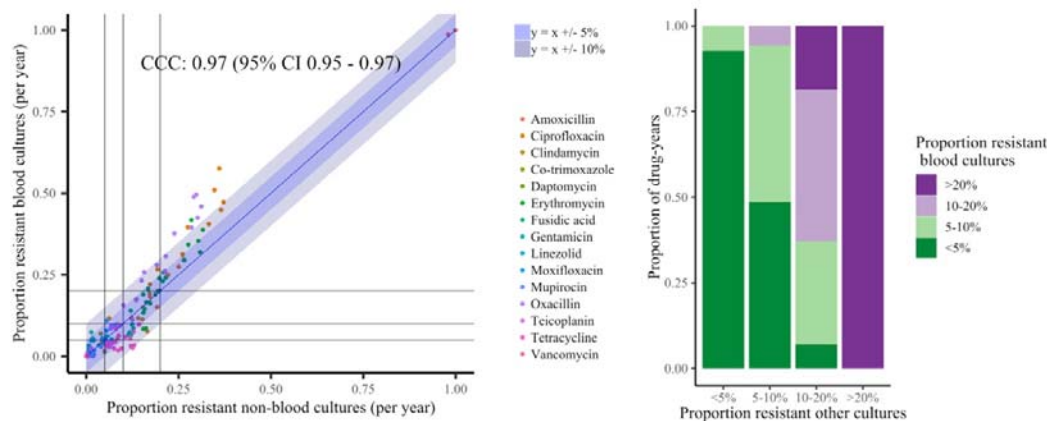 1.00
0.75
0.50
0.25
0.00
Proportion resistant blood cultures (per year)
CCC: 0.97 (95% CI 0.95 - 0.97)
0.00 0.25 0.50 0.75 1.00
Proportion resistant non-blood cultures (per year)
y = x +/- 5%
y = x +/- 10%
Amoxicillin
Ciprofloxacin
Clindamycin
Co-trimoxazole
Daptomycin
Erythromycin
Fusidic acid
Gentamicin
Linezolid
Moxifloxacin
Mupirocin
Oxacillin
Teicoplanin
Tetracycline
Vancomycin
1.00
0.75
0.50
0.25
0.00
Proportion of drug-years
<5% 5-10% 10-20% >20%
Proportion resistant other cultures
Proportion resistant
blood cultures
>20%
10-20%
5-10%
<5%